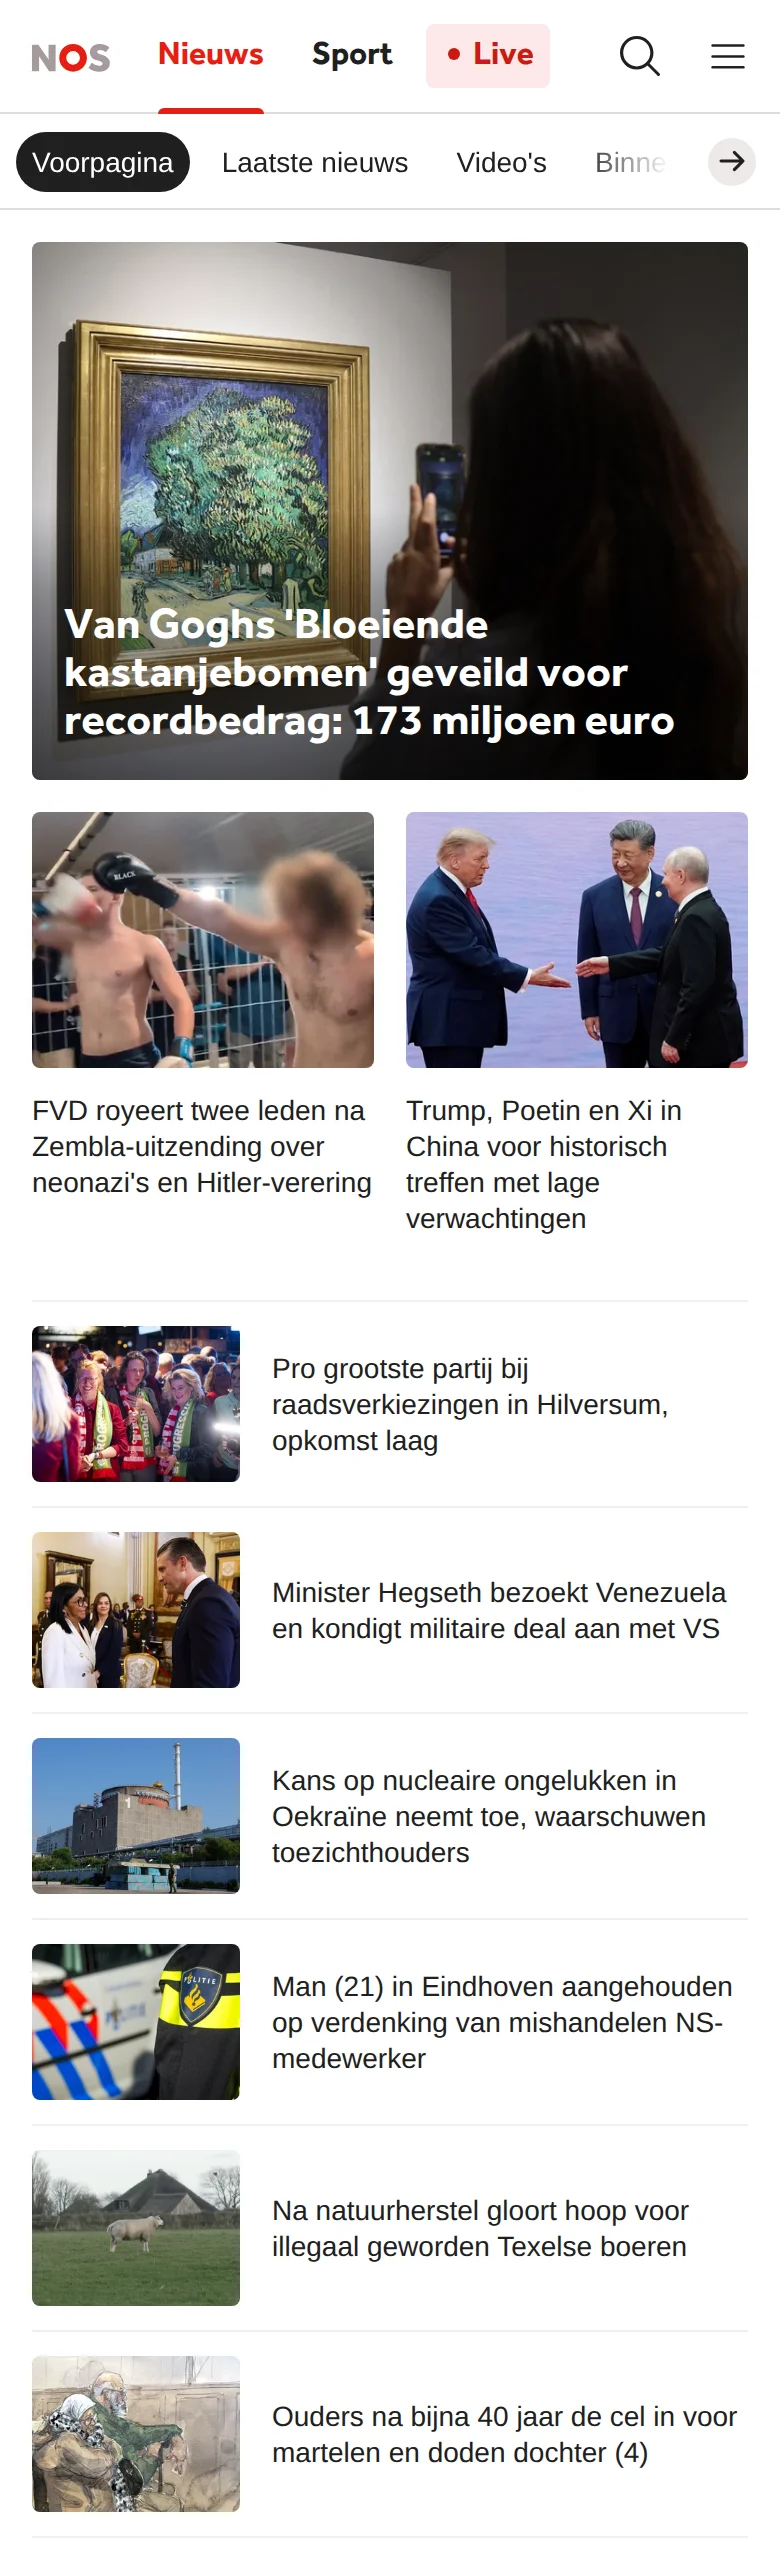 NOS
Nieuws
Sport
Live
Voorpagina
Laatste nieuws
Video's
Binne
Van Goghs 'Bloeiende
kastanjebomen' geveild voor
recordbedrag: 173 miljoen euro
BLACK
FVD royeert twee leden na
Zembla-uitzending over
neonazi's en Hitler-verering
Trump, Poetin en Xi in
China voor historisch
treffen met lage
verwachtingen
Pro grootste partij bij
raadsverkiezingen in Hilversum,
opkomst laag
Minister Hegseth bezoekt Venezuela
en kondigt militaire deal aan met VS
1
Kans op nucleaire ongelukken in
Oekraïne neemt toe, waarschuwen
toezichthouders
POLITIE
Man (21) in Eindhoven aangehouden
op verdenking van mishandelen NS-
medewerker
Na natuurherstel gloort hoop voor
illegaal geworden Texelse boeren
Ouders na bijna 40 jaar de cel in voor
martelen en doden dochter (4)